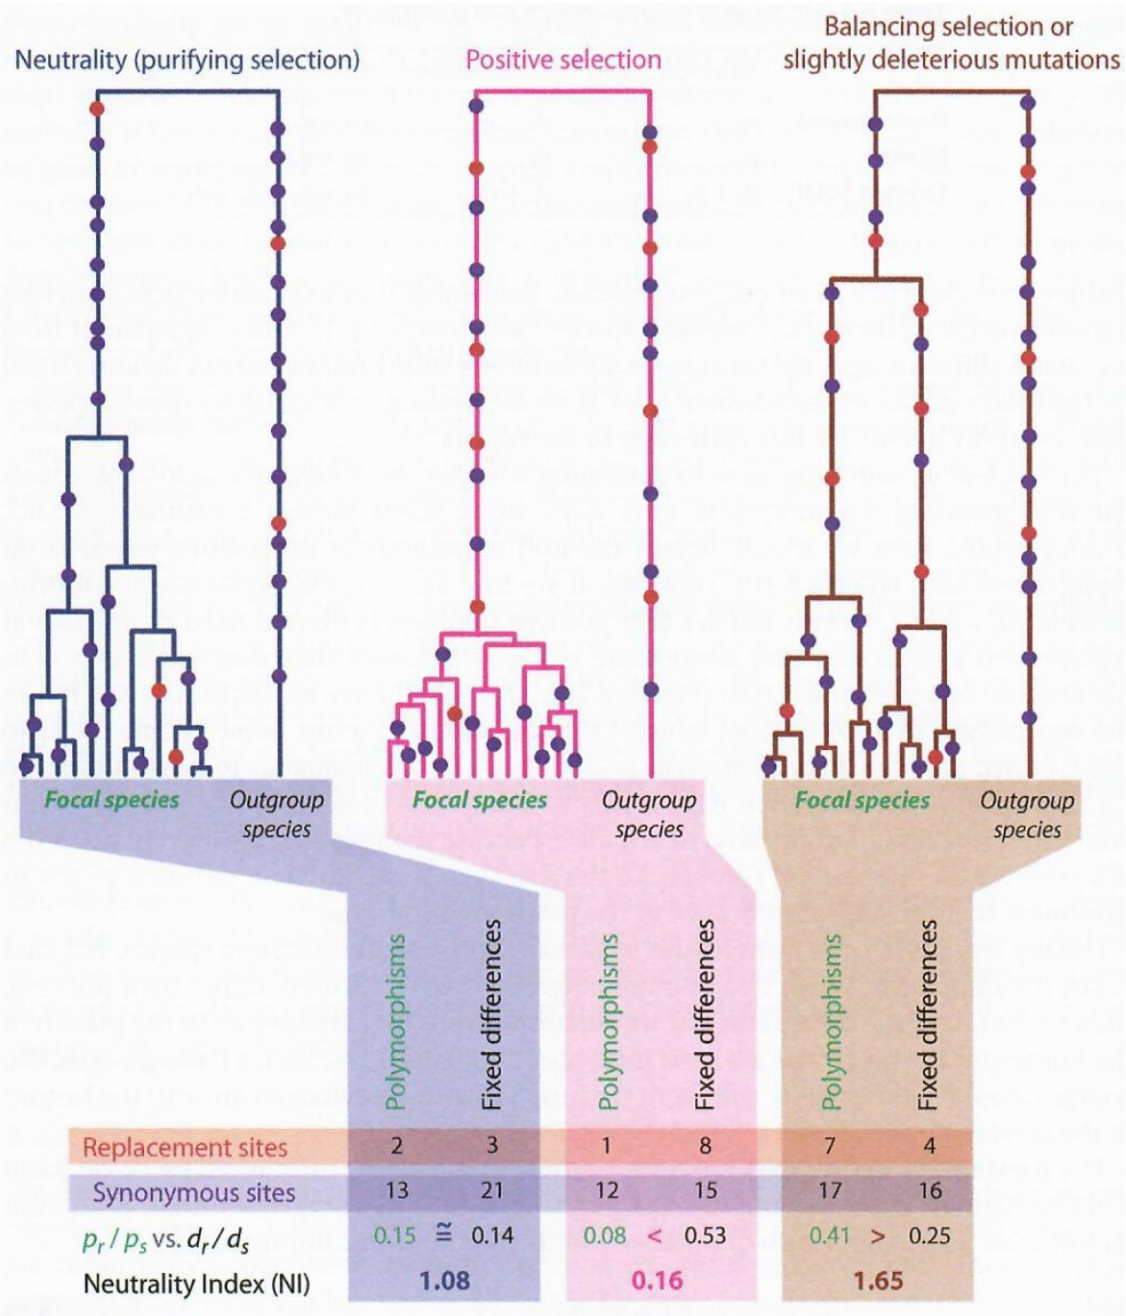 Neutrality (purifying selection)
Positive selection
Balancing selection or
slightly deleterious mutations
Focal species
Outgroup
species
Focal species
Outgroup
species
Focal species
Outgroup
species
Polymorphisms
Fixed differences
Polymorphisms
Fixed differences
Polymorphisms
Fixed differences
Replacement sites 2 3 1 8 7 4
Synonymous sites 13 21 12 15 17 16
pr / ps vs. dr / ds 0.15 ≅ 0.14 0.08 < 0.53 0.41 > 0.25
Neutrality Index (NI) 1.08 0.16 1.65